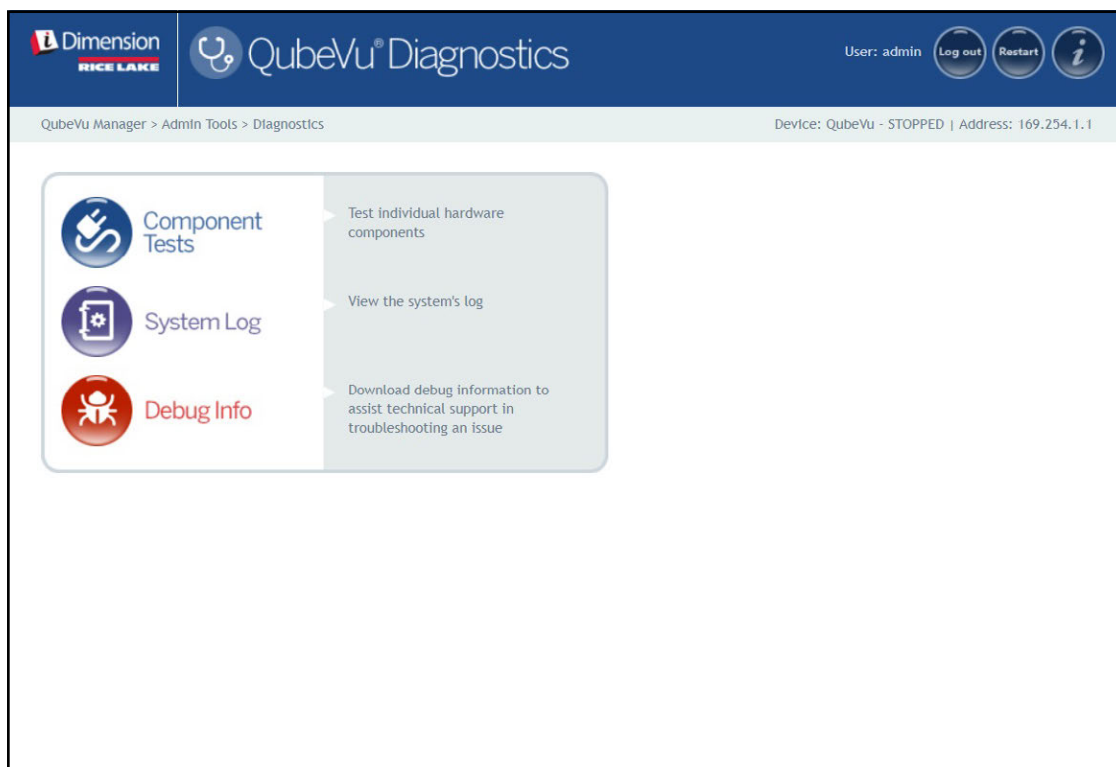 i Dimension
RICE LAKE
QubeVu® Diagnostics
User: admin
Log out
Restart
i
QubeVu Manager > Admin Tools > Diagnostics
Device: QubeVu - STOPPED | Address: 169.254.1.1
Component
Tests
Test individual hardware
components
System Log
View the system's log
Debug Info
Download debug information to
assist technical support in
troubleshooting an issue